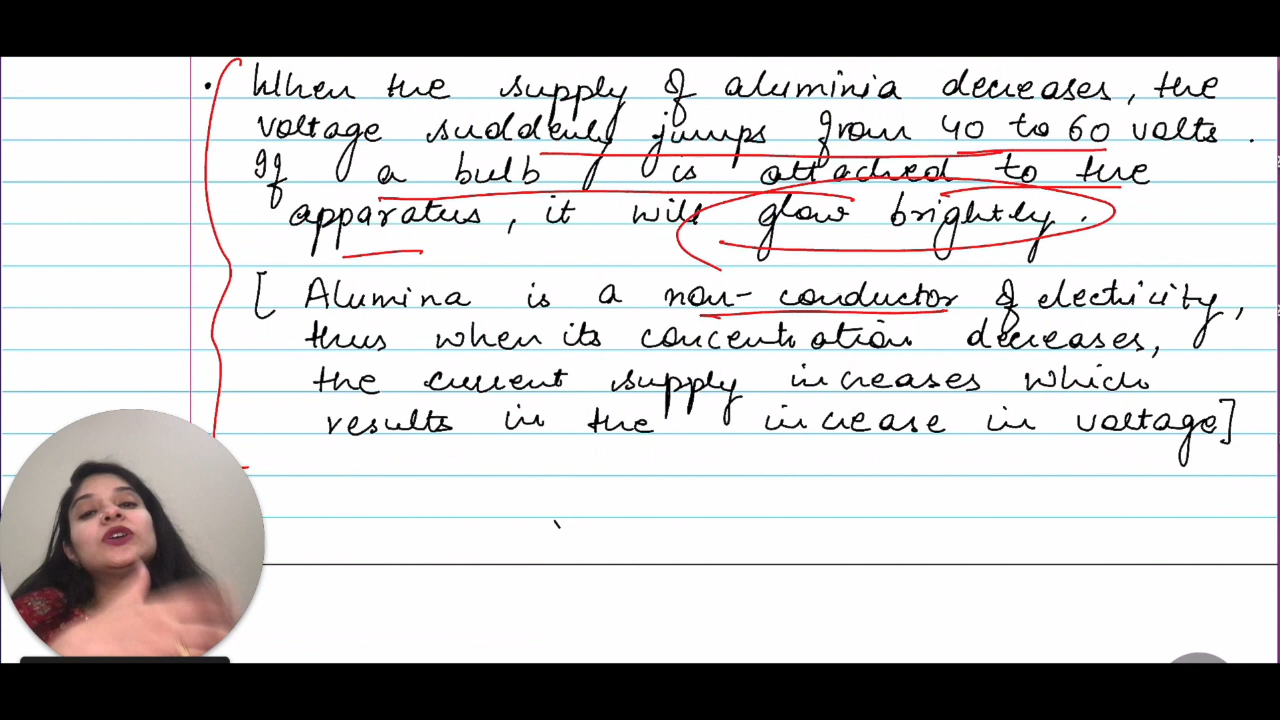 . When the supply of aluminia decreases, the
voltage suddenly jumps from 40 to 60 volts.
If a bulb is attached to the
apparatus, it will glow brightly.
[ Alumina is a non-conductor of electricity,
thus when its concentration decreases,
the current supply increases which
results in the increase in voltage]